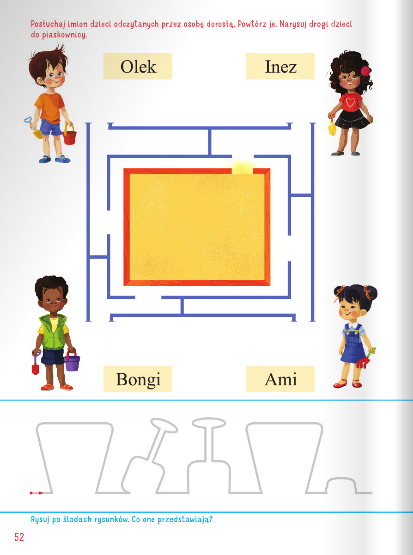 Posłuchaj imion dzieci odczytanych przez osobę dorosłą. Powtórz je. Narysuj drogi dzieci
do piaskownicy.
Olek
Inez
Bongi
Ami
Rysuj po śladach rysunków. Co one przedstawiają?
52